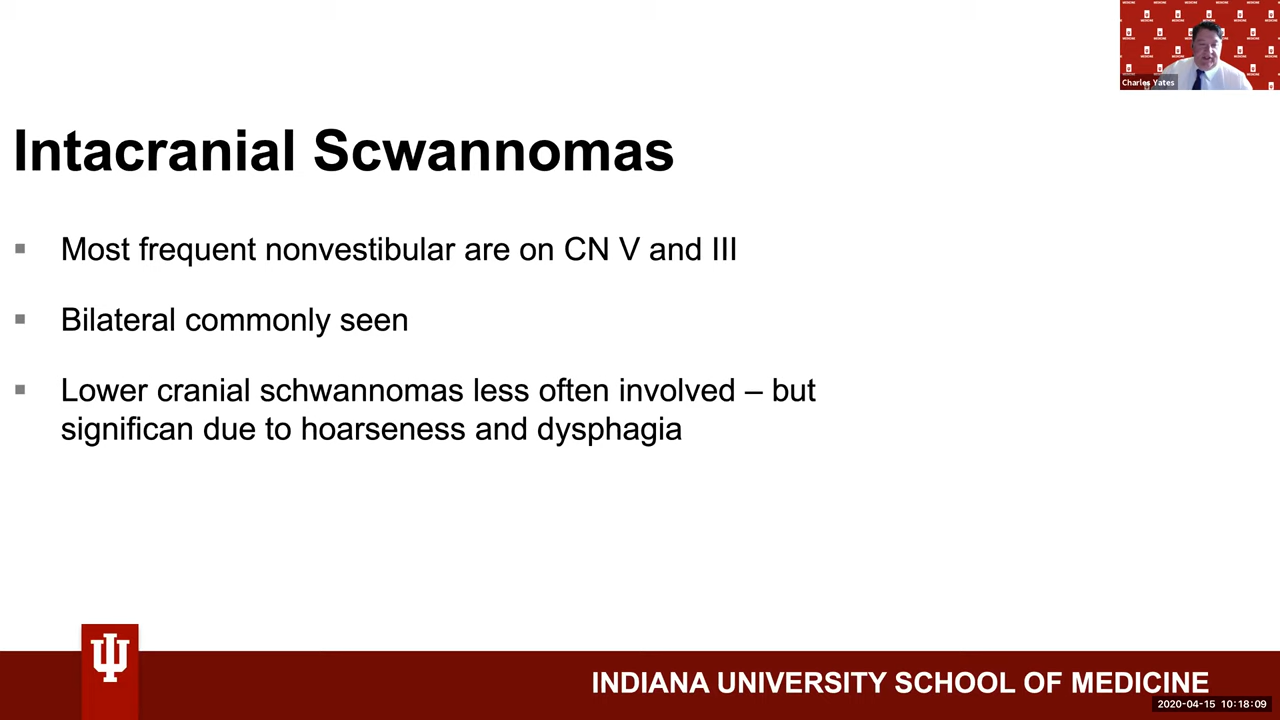 Charles Yates
Intacranial Scwannomas
Most frequent nonvestibular are on CN V and III
Bilateral commonly seen
Lower cranial schwannomas less often involved – but
significan due to hoarseness and dysphagia
INDIANA UNIVERSITY SCHOOL OF MEDICINE
2020-04-15 10:18:09